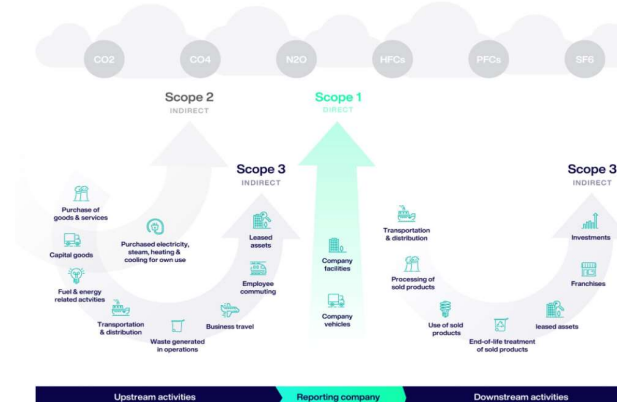 CO2
CO4
N2O
HFCs
PFCs
SF6
Scope 2
INDIRECT
Scope 1
DIRECT
Scope 3
INDIRECT
Scope 3
INDIRECT
Purchase of
goods & services
Capital goods
Fuel & energy
related actvities
Purchased electricity,
steam, heating &
cooling for own use
Transportation
& distribution
Waste generated
in operations
Business travel
Employee
commuting
Leased
assets
Company
facilities
Company
vehicles
Transportation
& distribution
Processing of
sold products
Use of sold
products
End-of-life treatment
of sold products
leased assets
Franchises
Investments
Upstream activities
Reporting company
Downstream activities